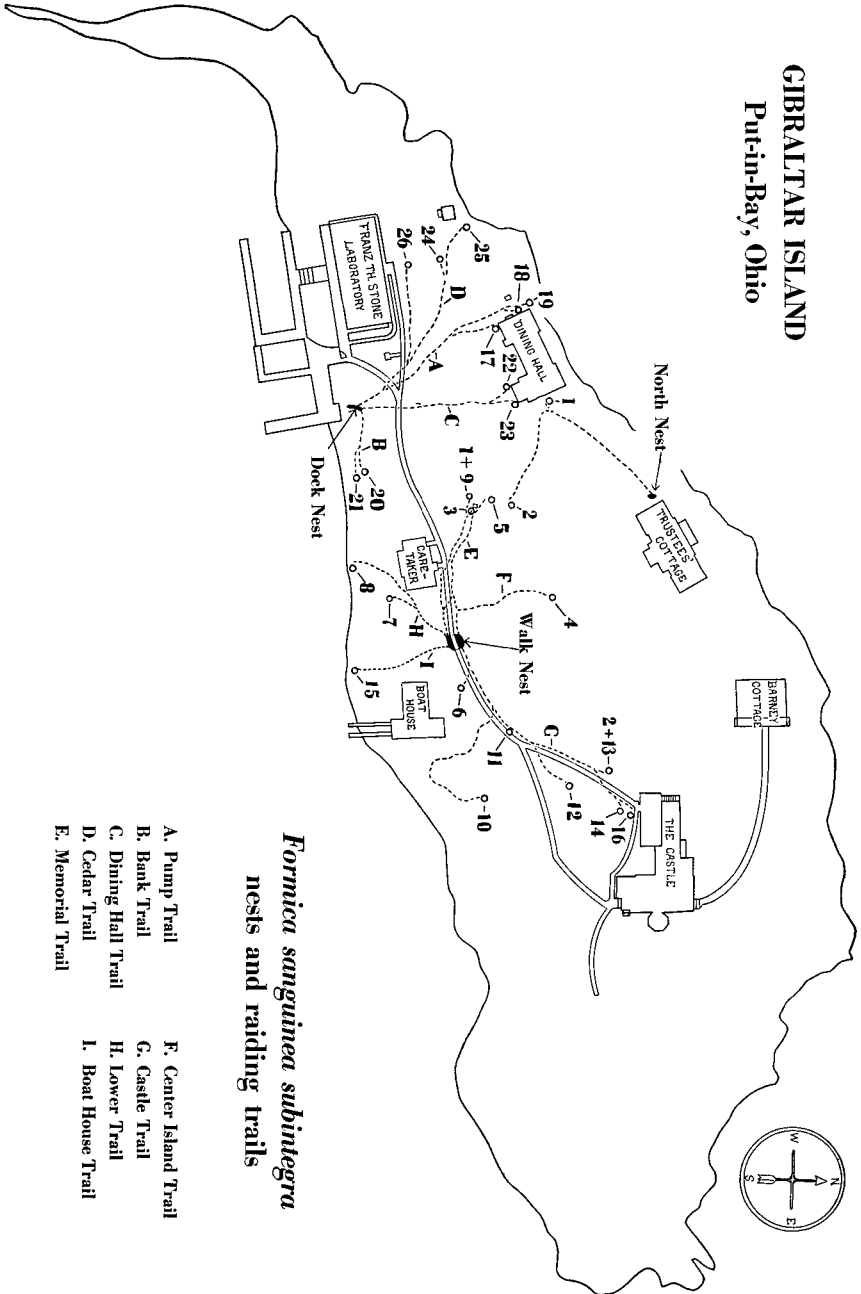 GIBRALTAR ISLAND
Put-in-Bay, Ohio
N
W
E
S
North Nest
TRUSTEES'
COTTAGE
BARNEY
COTTAGE
19
18
DINING HALL
17
22
23
1
25
24
26
D
A
C
FRANZ TH. STONE
LABORATORY
B
20
21
Dock Nest
1+9
3
5
2
E
CARE-
TAKER
F
4
Walk Nest
8
7
H
I
15
6
BOAT
HOUSE
11
G
2+13
12
14
16
10
THE CASTLE
Formica sanguinea subintegra
nests and raiding trails
A. Pump Trail
B. Bank Trail
C. Dining Hall Trail
D. Cedar Trail
E. Memorial Trail
F. Center Island Trail
G. Castle Trail
H. Lower Trail
I. Boat House Trail